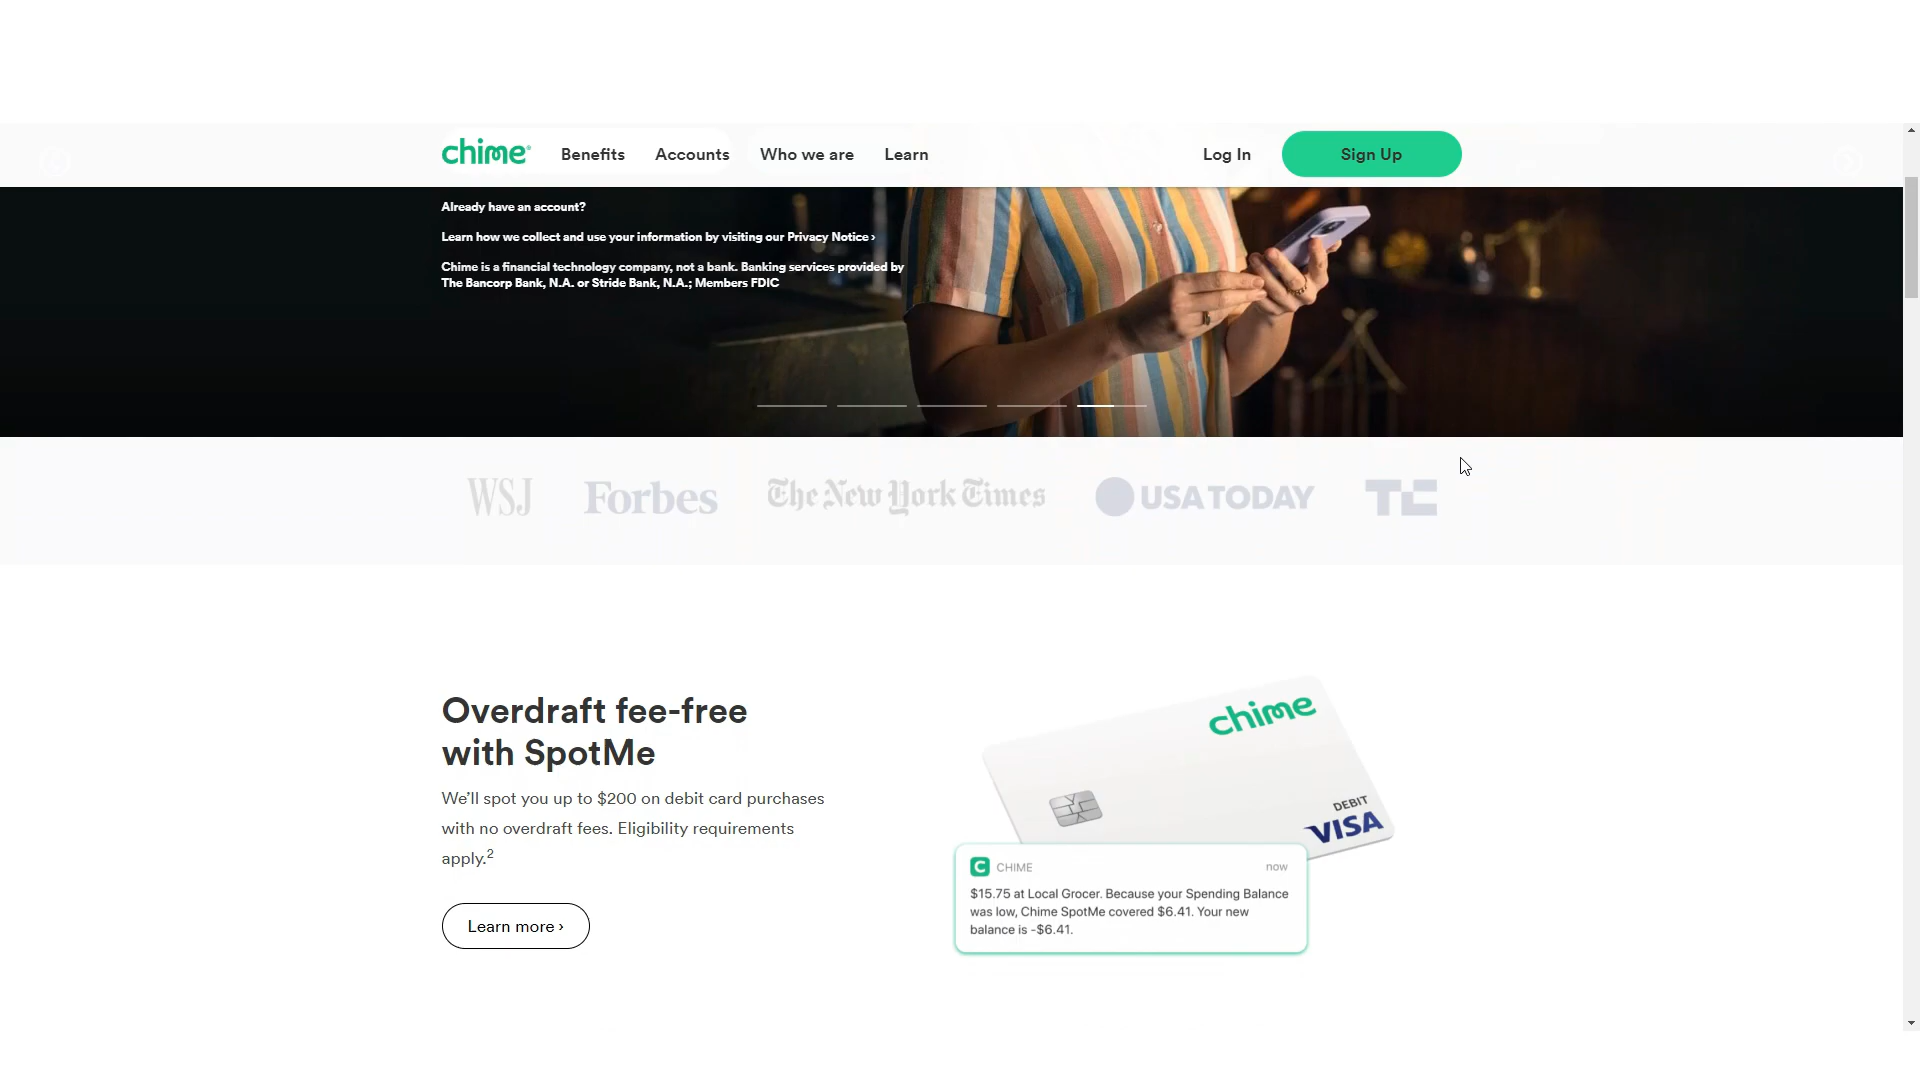 chime Benefits Accounts Who we are Learn Log In Sign Up
Already have an account?
Learn how we collect and use your information by visiting our Privacy Notice ›
Chime is a financial technology company, not a bank. Banking services provided by
The Bancorp Bank, N.A. or Stride Bank, N.A.; Members FDIC
WSJ Forbes The New York Times USA TODAY TC
Overdraft fee-free
with SpotMe
We’ll spot you up to $200 on debit card purchases
with no overdraft fees. Eligibility requirements
apply.2
Learn more ›
chime
DEBIT
VISA
C CHIME now
$15.75 at Local Grocer. Because your Spending Balance
was low, Chime SpotMe covered $6.41. Your new
balance is -$6.41.